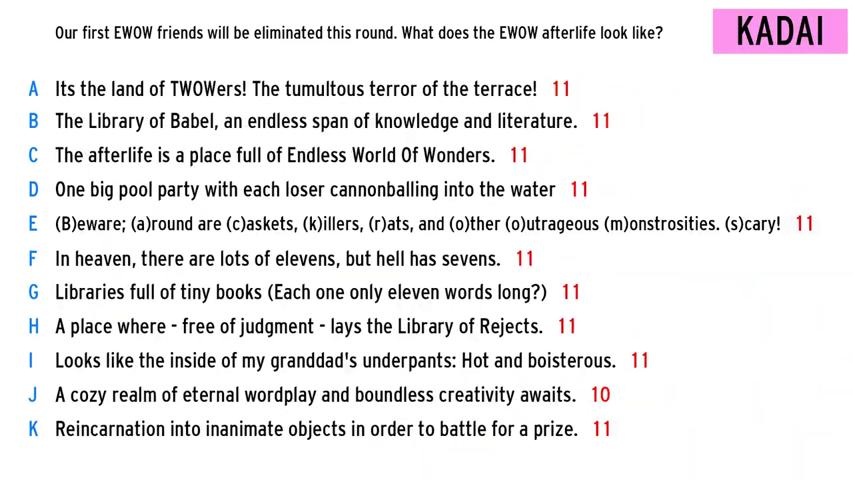 Our first EWOW friends will be eliminated this round. What does the EWOW afterlife look like?
KADAI
A Its the land of TWOWers! The tumultous terror of the terrace! 11
B The Library of Babel, an endless span of knowledge and literature. 11
C The afterlife is a place full of Endless World Of Wonders. 11
D One big pool party with each loser cannonballing into the water 11
E (B)eware; (a)round are (c)askets, (k)illers, (r)ats, and (o)ther (o)utrageous (m)onstrosities. (s)cary! 11
F In heaven, there are lots of elevens, but hell has sevens. 11
G Libraries full of tiny books (Each one only eleven words long?) 11
H A place where - free of judgment - lays the Library of Rejects. 11
I Looks like the inside of my granddad's underpants: Hot and boisterous. 11
J A cozy realm of eternal wordplay and boundless creativity awaits. 10
K Reincarnation into inanimate objects in order to battle for a prize. 11